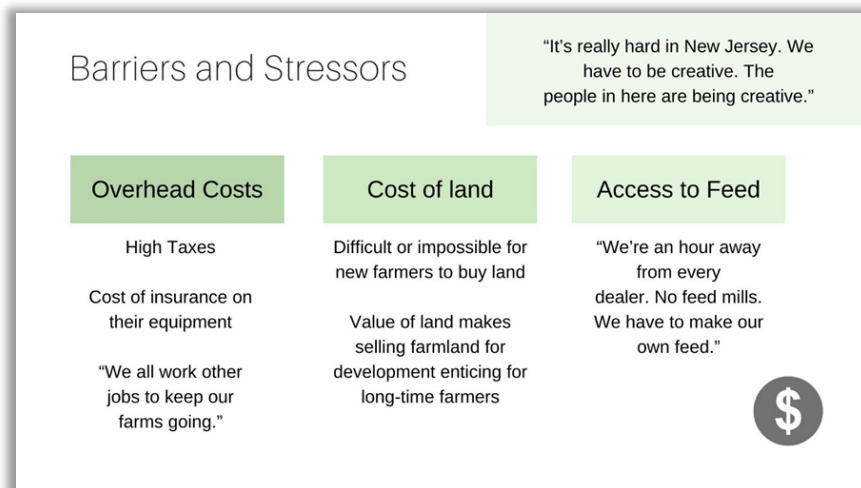 Barriers and Stressors
“It’s really hard in New Jersey. We
have to be creative. The
people in here are being creative.”
Overhead Costs
High Taxes
Cost of insurance on
their equipment
“We all work other
jobs to keep our
farms going.”
Cost of land
Difficult or impossible for
new farmers to buy land
Value of land makes
selling farmland for
development enticing for
long-time farmers
Access to Feed
“We’re an hour away
from every
dealer. No feed mills.
We have to make our
own feed.”
$